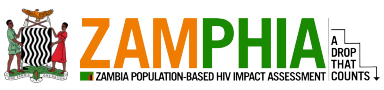 ZAMPHIA
ZAMBIA POPULATION-BASED HIV IMPACT ASSESSMENT
A
DROP
THAT
COUNTS